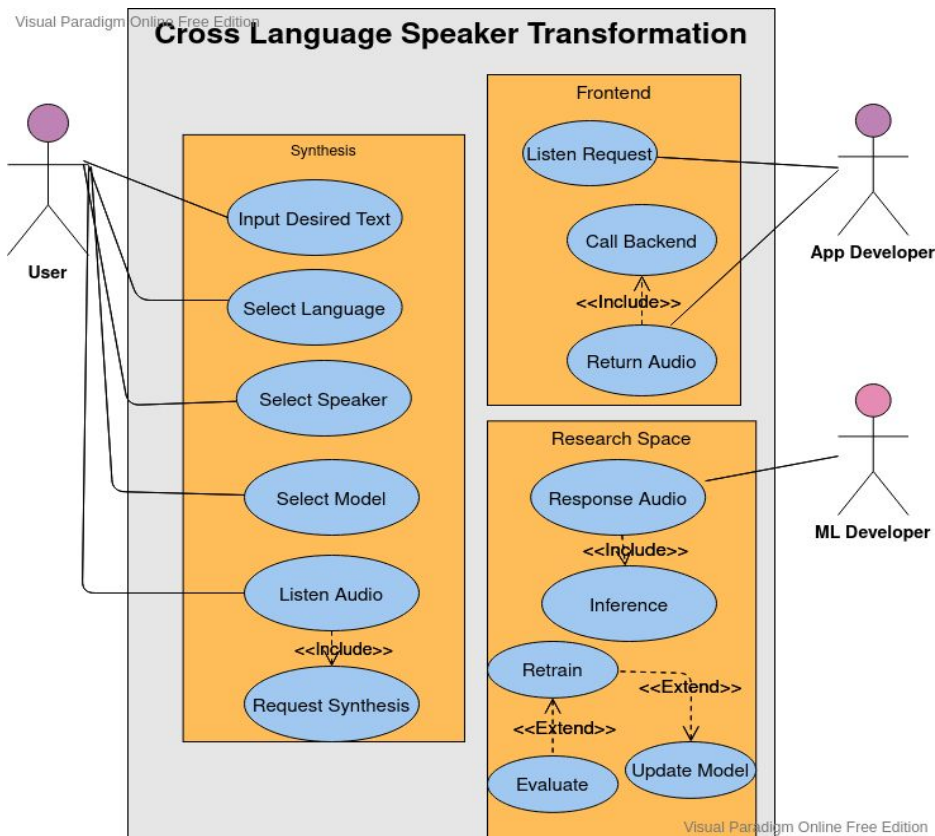 Visual Paradigm Online Free Edition
Cross Language Speaker Transformation
Synthesis
Input Desired Text
Select Language
Select Speaker
Select Model
Listen Audio
<<Include>>
Request Synthesis
User
Frontend
Listen Request
Call Backend
<<Include>>
Return Audio
App Developer
Research Space
Response Audio
<<Include>>
Inference
Retrain
<<Extend>>
<<Extend>>
Evaluate
Update Model
ML Developer
Visual Paradigm Online Free Edition